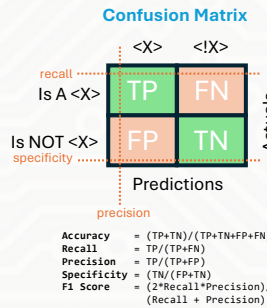 Confusion Matrix
<X> <!X>
recall
Is A <X> TP FN
Is NOT <X> FP TN
specificity
Actuals
Predictions
precision
Accuracy = (TP+TN)/(TP+TN+FP+FN
Recall = TP/(TP+FN)
Precision = TP/(TP+FP)
Specificity = (TN/(FP+TN)
F1 Score = (2*Recall*Precision)/
(Recall + Precision)